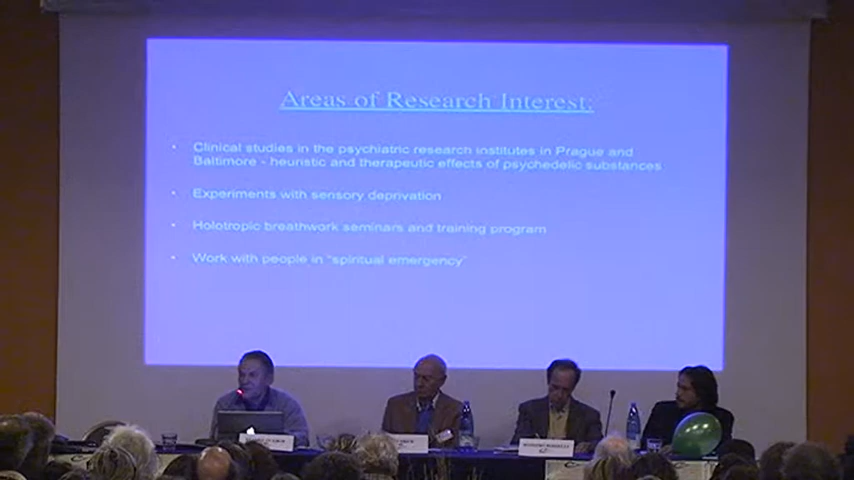 Areas of Research Interest:
• Clinical studies in the psychiatric research institutes in Prague and
Baltimore - heuristic and therapeutic effects of psychedelic substances
• Experiments with sensory deprivation
• Holotropic breathwork seminars and training program
• Work with people in "spiritual emergency"